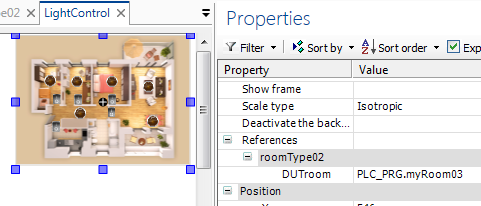 pe02
LightControl
Properties
Filter
Sort by
Sort order
Exp
Property
Value
Show frame
Scale type
Isotropic
Deactivate the back...
References
roomType02
DUTroom
PLC_PRG.myRoom03
Position